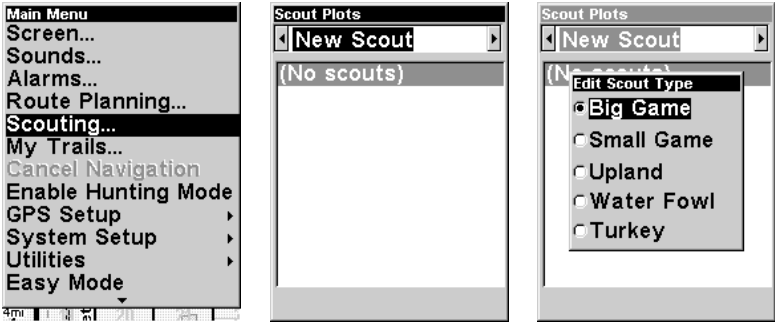 Main Menu
Screen...
Sounds...
Alarms...
Route Planning...
Scouting...
My Trails...
Cancel Navigation
Enable Hunting Mode
GPS Setup
System Setup
Utilities
Easy Mode
4mi
Scout Plots
New Scout
(No scouts)
Scout Plots
New Scout
Edit Scout Type
Big Game
Small Game
Upland
Water Fowl
Turkey